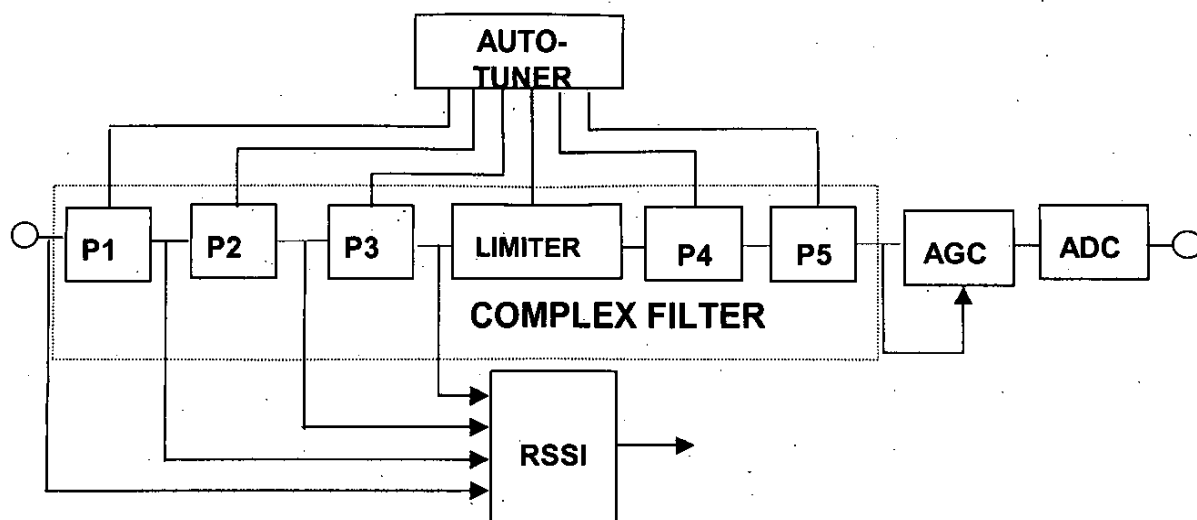 AUTO-
TUNER
P1
P2
P3
LIMITER
P4
P5
AGC
ADC
COMPLEX FILTER
RSSI